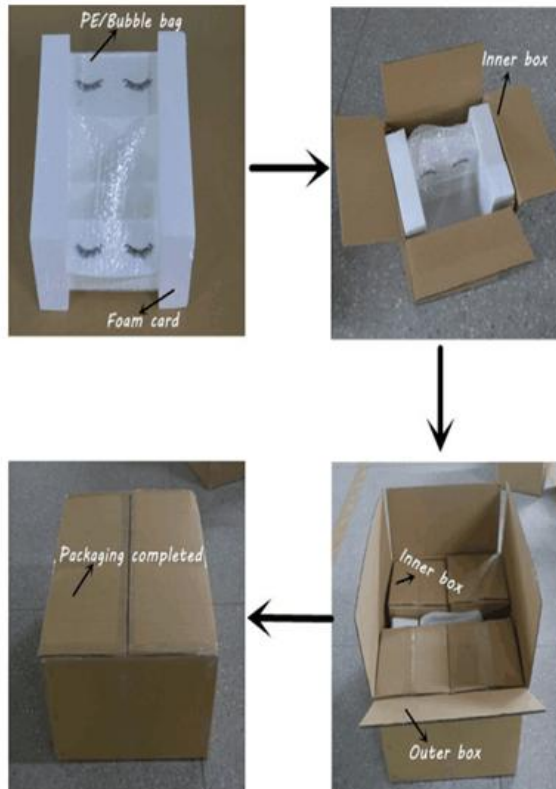 PE/Bubble bag
Foam card
Inner box
Inner box
Outer box
Packaging completed